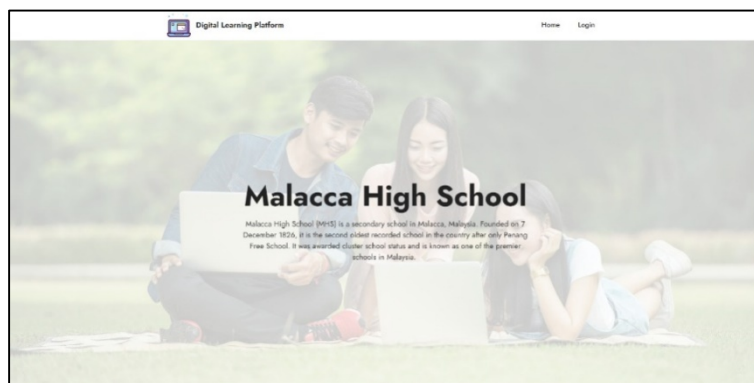 Digital Learning Platform
Home Login
Malacca High School
Malacca High School (MHS) is a secondary school in Malacca, Malaysia. Founded on 7
December 1826, it is the second oldest recorded school in the country after only Penang
Free School. It was awarded cluster school status and is known as one of the premier
schools in Malaysia.